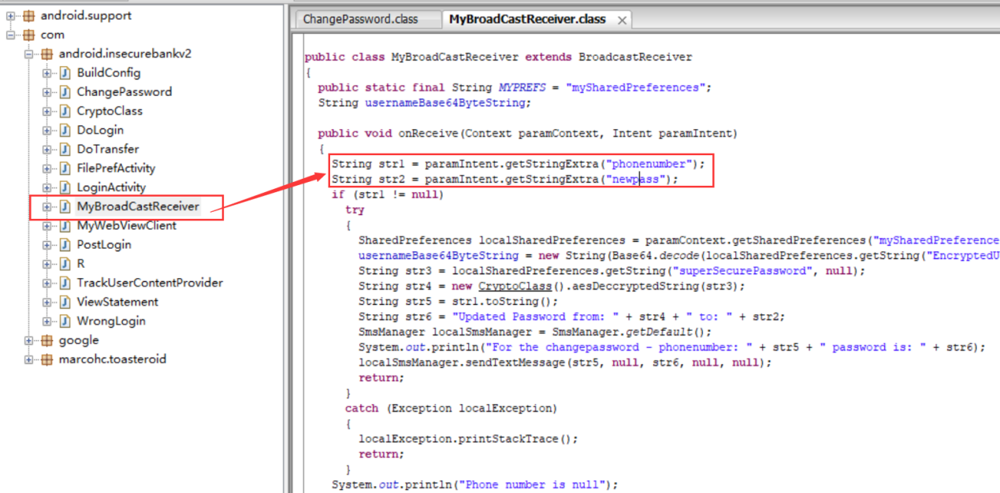 android.support
com
android.insecurebankv2
BuildConfig
ChangePassword
CryptoClass
DoLogin
DoTransfer
FilePrefActivity
LoginActivity
MyBroadCastReceiver
MyWebViewClient
PostLogin
R
TrackUserContentProvider
ViewStatement
WrongLogin
google
marcohc.toasteroid
ChangePassword.class
MyBroadCastReceiver.class
public class MyBroadCastReceiver extends BroadcastReceiver
{
public static final String MYPREFS = "mySharedPreferences";
String usernameBase64ByteString;
public void onReceive(Context paramContext, Intent paramIntent)
{
String str1 = paramIntent.getStringExtra("phonenumber");
String str2 = paramIntent.getStringExtra("newpass");
if (str1 != null)
try
{
SharedPreferences localSharedPreferences = paramContext.getSharedPreferences("mySharedPreference
usernameBase64ByteString = new String(Base64.decode(localSharedPreferences.getString("EncryptedU
String str3 = localSharedPreferences.getString("superSecurePassword", null);
String str4 = new CryptoClass().aesDeccryptedString(str3);
String str5 = str1.toString();
String str6 = "Updated Password from: " + str4 + " to: " + str2;
SmsManager localSmsManager = SmsManager.getDefault();
System.out.println("For the changepassword - phonenumber: " + str5 + " password is: " + str6);
localSmsManager.sendTextMessage(str5, null, str6, null, null);
return;
}
catch (Exception localException)
{
localException.printStackTrace();
return;
}
System.out.println("Phone number is null");